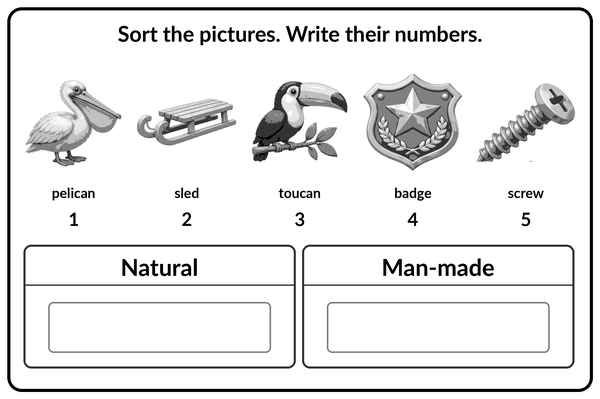 Sort the pictures. Write their numbers.
pelican sled toucan badge screw
1 2 3 4 5
Natural Man-made